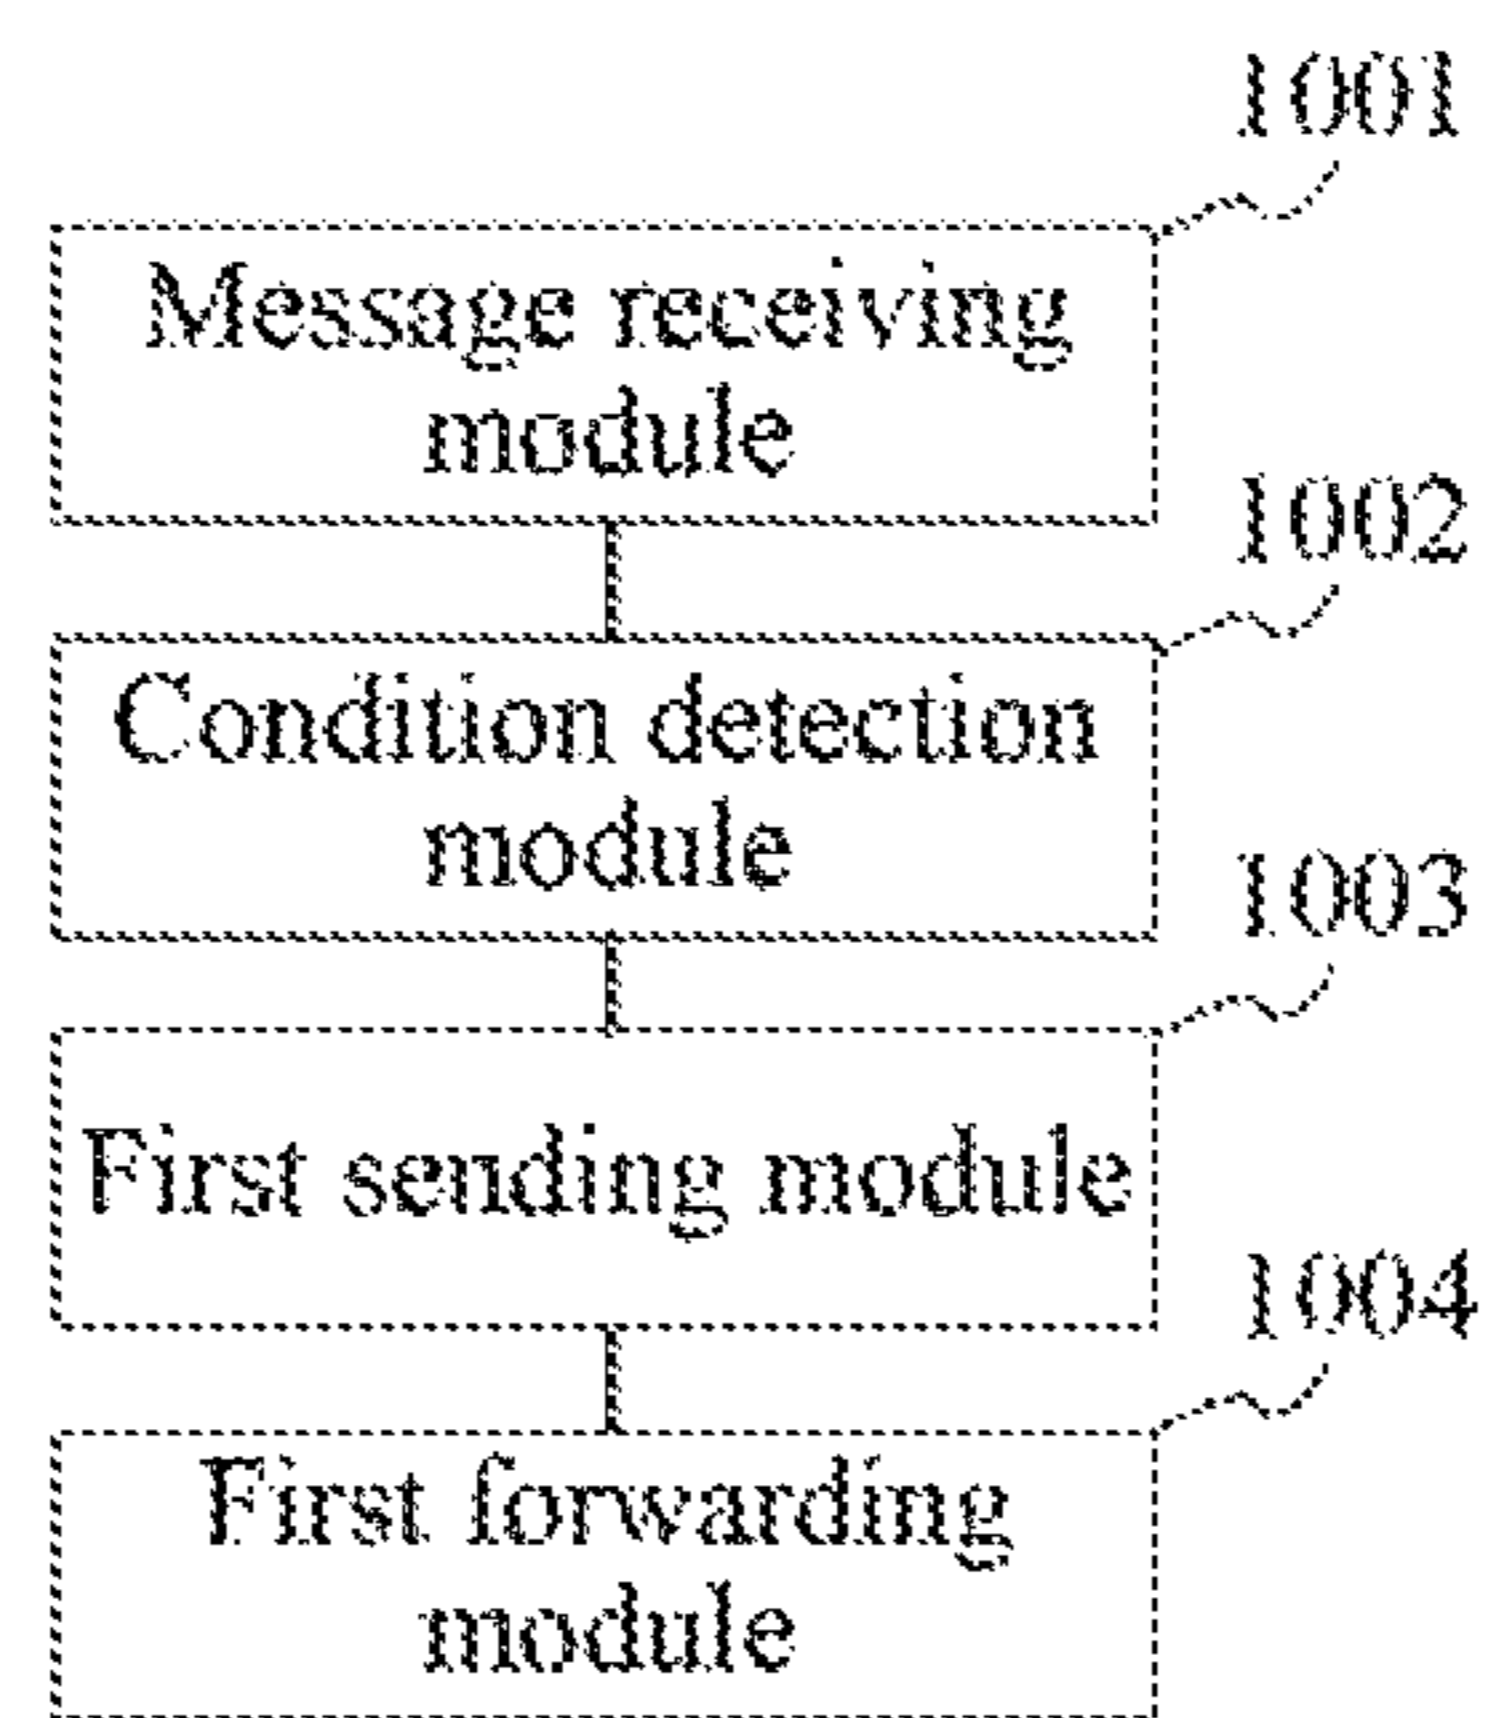 1001
Message receiving
module
1002
Condition detection
module
1003
First sending module
1004
First forwarding
module